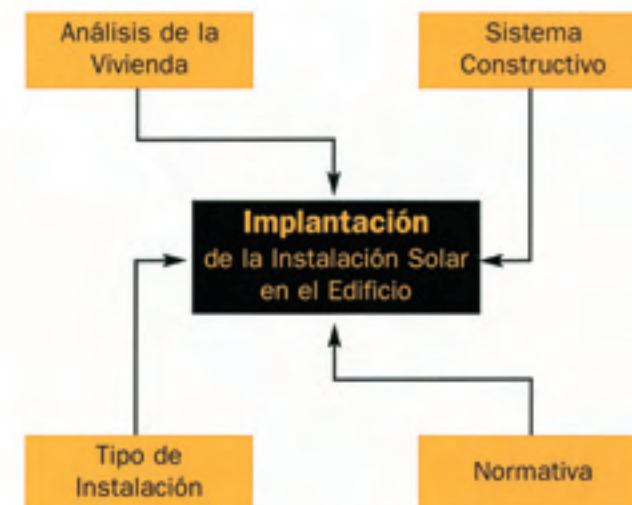 Análisis de la
Vivienda
Sistema
Constructivo
Implantación
de la Instalación Solar
en el Edificio
Tipo de
Instalación
Normativa